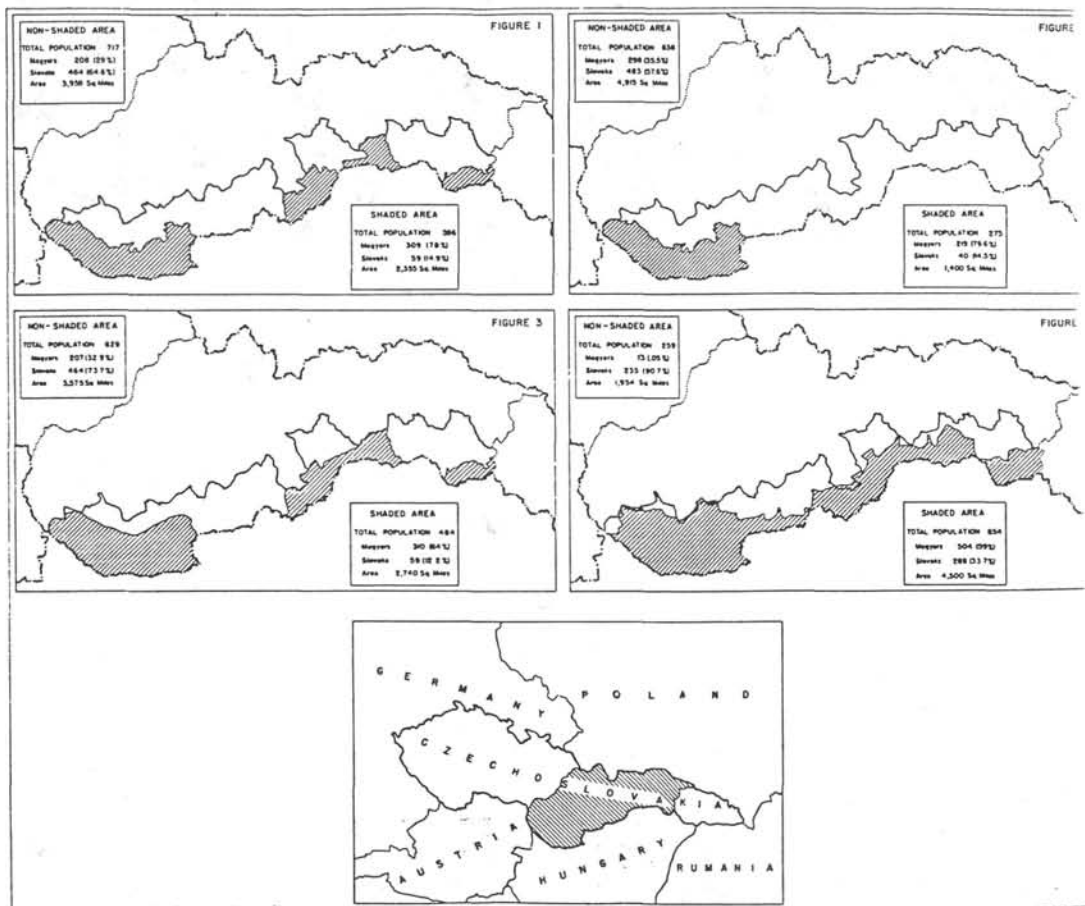 FIGURE 1
NON-SHADED AREA
TOTAL POPULATION 717
Magyars 208 (29%)
Slovaks 464 (64.6%)
Area 3,958 Sq Miles
SHADED AREA
TOTAL POPULATION 396
Magyars 309 (78%)
Slovaks 59 (14.9%)
Area 2,355 Sq. Miles
FIGURE
NON-SHADED AREA
TOTAL POPULATION 838
Magyars 298 (35.5%)
Slovaks 483 (57.6%)
Area 4,915 Sq Miles
SHADED AREA
TOTAL POPULATION 275
Magyars 219 (79.6%)
Slovaks 40 (14.5%)
Area 1,400 Sq. Miles
FIGURE 3
NON-SHADED AREA
TOTAL POPULATION 629
Magyars 207 (32.9%)
Slovaks 464 (73.7%)
Area 3,575 Sq Miles
SHADED AREA
TOTAL POPULATION 484
Magyars 310 (64%)
Slovaks 59 (12.2%)
Area 2,740 Sq. Miles
FIGURE
NON-SHADED AREA
TOTAL POPULATION 259
Magyars 13 (.05%)
Slovaks 235 (90.7%)
Area 1,954 Sq Miles
SHADED AREA
TOTAL POPULATION 854
Magyars 504 (59%)
Slovaks 288 (33.7%)
Area 4,300 Sq Miles
GERMANY
POLAND
CZECHO SLOVAKIA
AUSTRIA
HUNGARY
RUMANIA